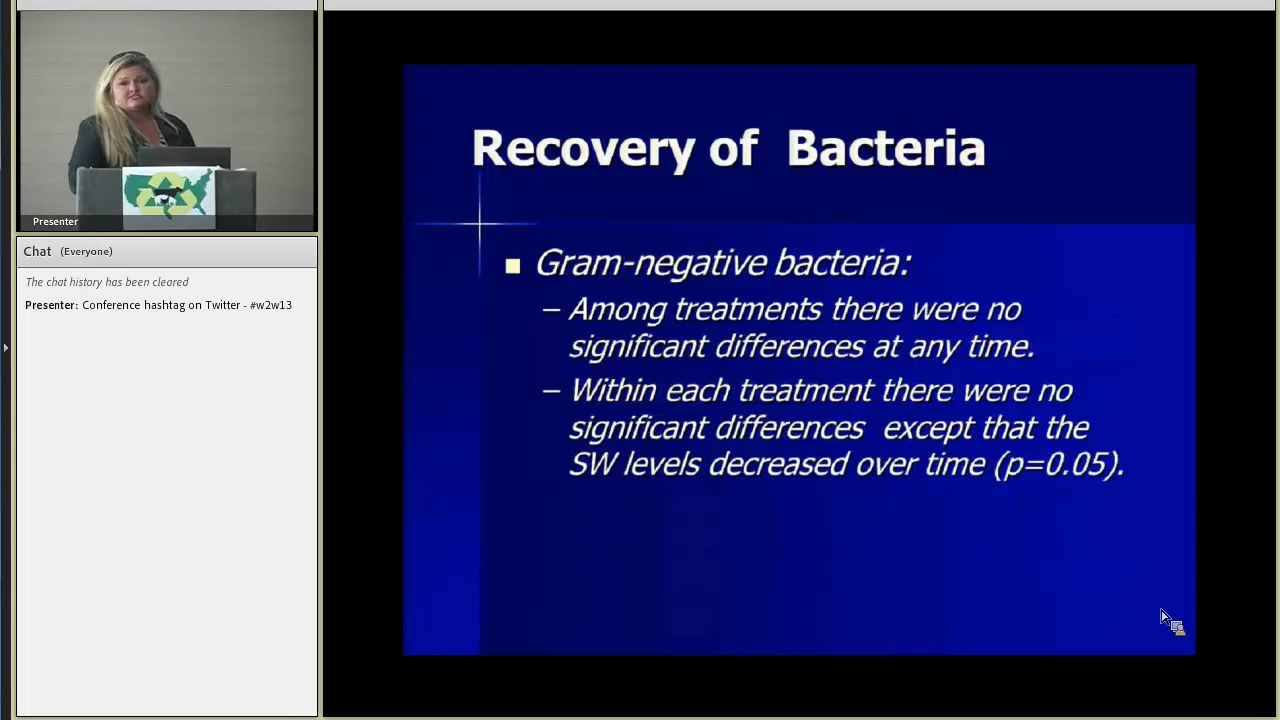 Presenter
Chat (Everyone)
The chat history has been cleared
Presenter: Conference hashtag on Twitter - #w2w13
Recovery of  Bacteria
Gram-negative bacteria:
– Among treatments there were no
significant differences at any time.
– Within each treatment there were no
significant differences  except that the
SW levels decreased over time (p=0.05).